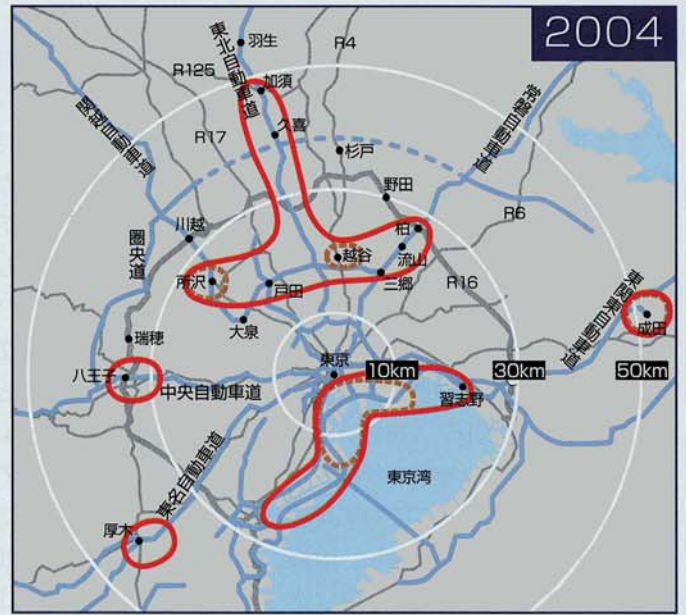 2004
東北自動車道
羽生
R4
R125
加須
常磐自動車道
関越自動車道
R17
久喜
杉戸
野田
川越
柏
R6
圏央道
越谷
流山
所沢
戸田
三郷
R16
東関東自動車道
大泉
成田
瑞穂
東京
10km
30km
50km
八王子
中央自動車道
習志野
東名自動車道
東京湾
厚木